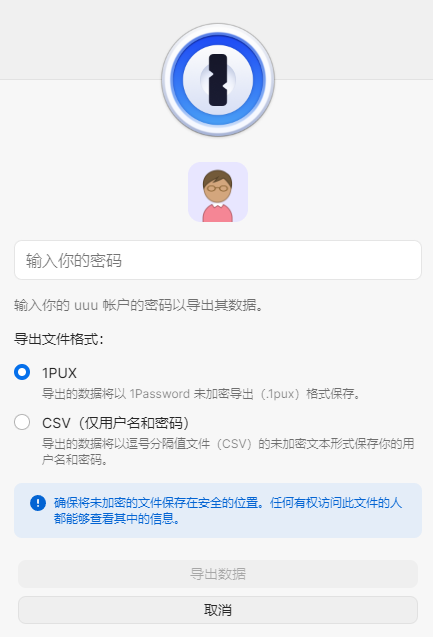 输入你的密码
输入你的 uuu 帐户的密码以导出其数据。
导出文件格式：
1PUX
导出的数据将以 1Password 未加密导出（.1pux）格式保存。
CSV（仅用户名和密码）
导出的数据将以逗号分隔值文件（CSV）的未加密文本形式保存你的用
户名和密码。
确保将未加密的文件保存在安全的位置。任何有权访问此文件的人
都能够查看其中的信息。
导出数据
取消